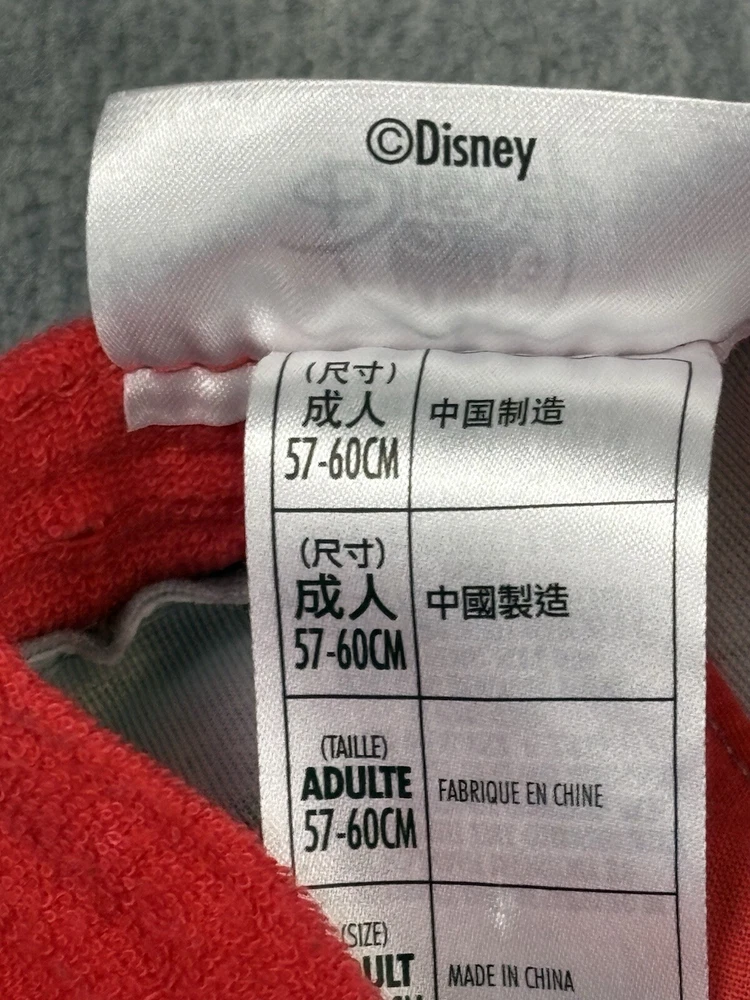 ©Disney
(尺寸)
成人
57-60CM
中国制造
(尺寸)
成人
57-60CM
中國製造
(TAILLE)
ADULTE
57-60CM
FABRIQUE EN CHINE
(SIZE)
MADE IN CHINA